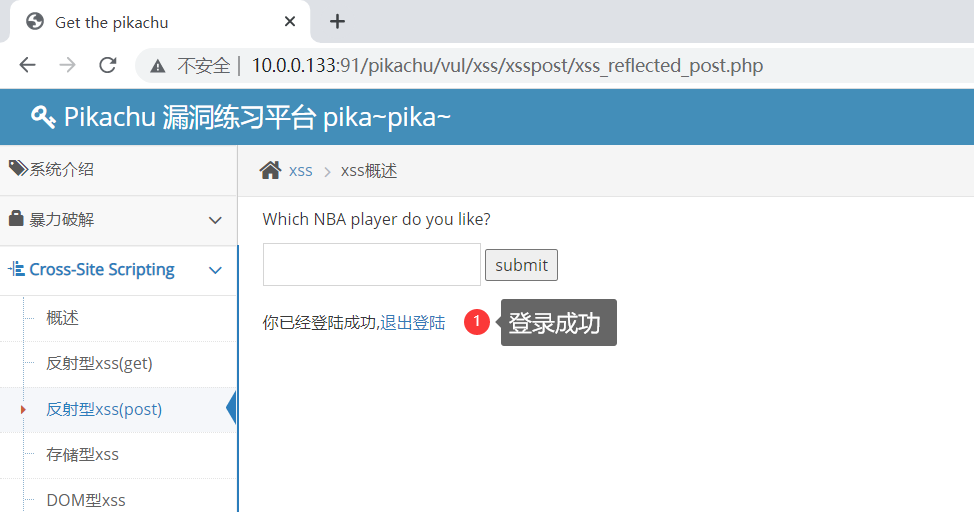 Get the pikachu
不安全 | 10.0.0.133:91/pikachu/vul/xss/xsspost/xss_reflected_post.php
Pikachu 漏洞练习平台 pika~pika~
系统介绍
xss > xss概述
暴力破解
Which NBA player do you like?
Cross-Site Scripting
submit
概述
你已经登陆成功,退出登陆 1 登录成功
反射型xss(get)
反射型xss(post)
存储型xss
DOM型xss